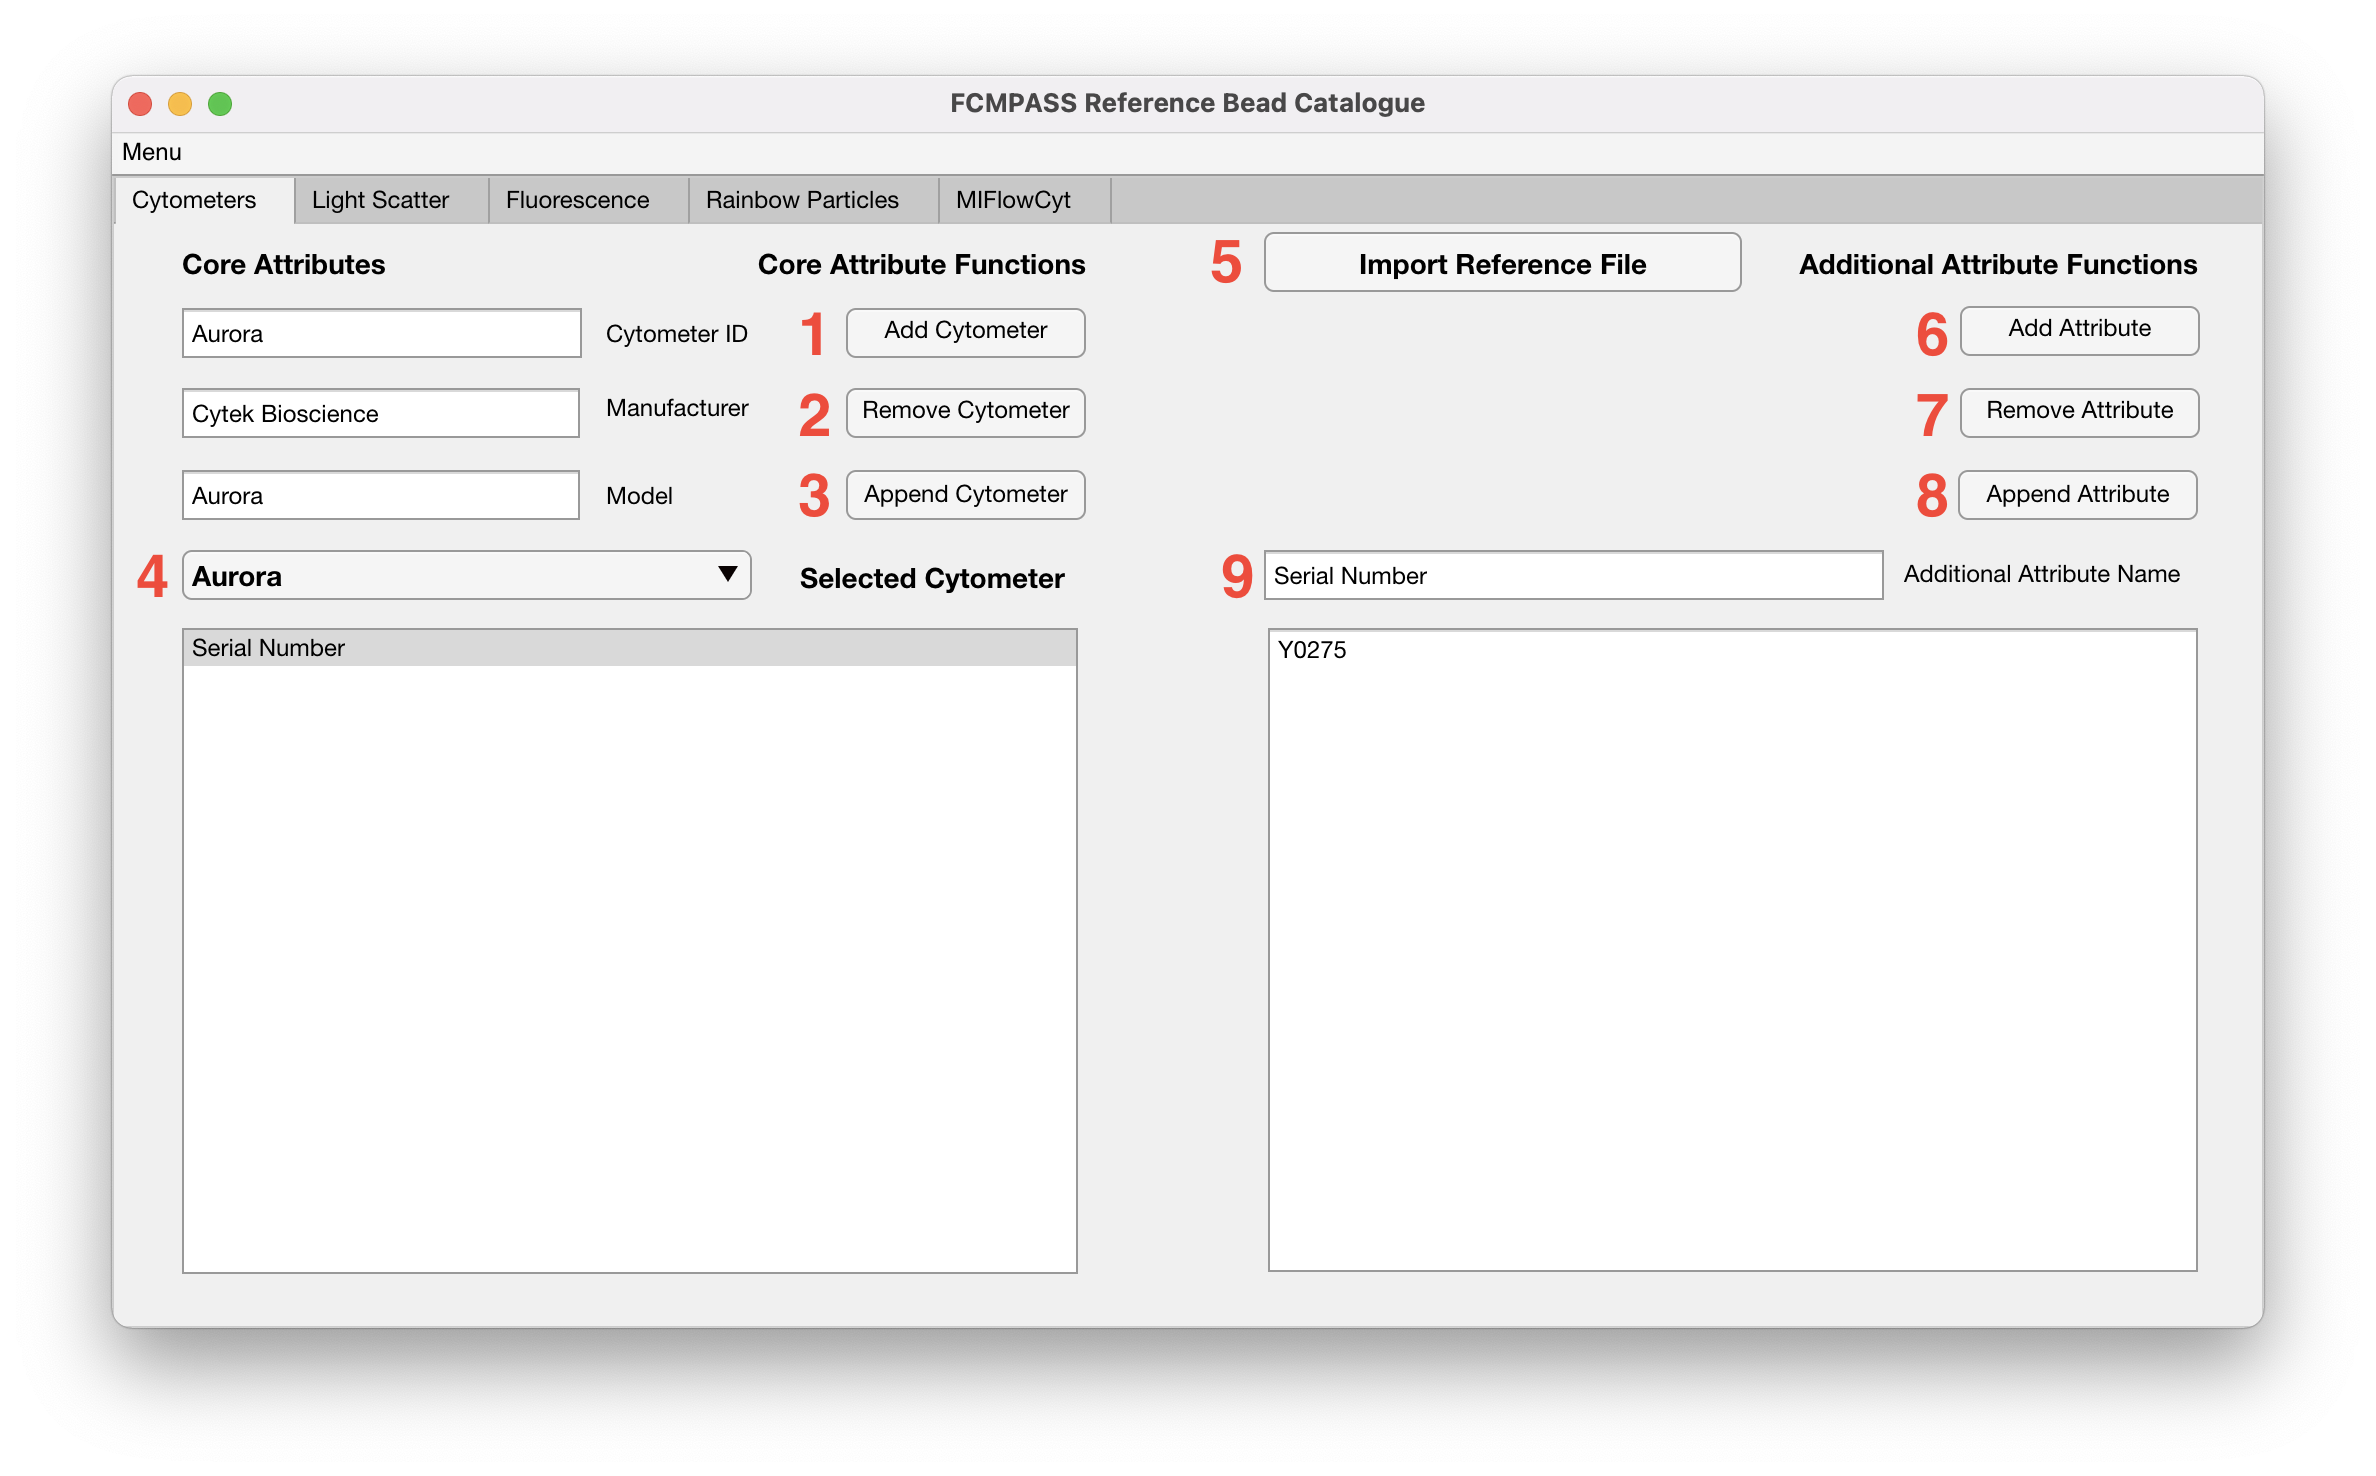 FCMPASS Reference Bead Catalogue
Menu
Cytometers Light Scatter Fluorescence Rainbow Particles MIFlowCyt
Core Attributes Core Attribute Functions 5 Import Reference File Additional Attribute Functions
Aurora Cytometer ID 1 Add Cytometer 6 Add Attribute
Cytek Bioscience Manufacturer 2 Remove Cytometer 7 Remove Attribute
Aurora Model 3 Append Cytometer 8 Append Attribute
4 Aurora Selected Cytometer 9 Serial Number Additional Attribute Name
Serial Number Y0275